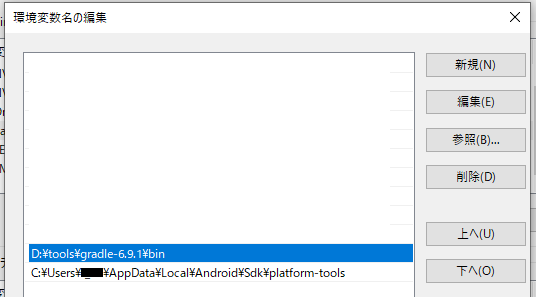 環境変数名の編集
新規(N)
編集(E)
参照(B)...
削除(D)
上へ(U)
下へ(O)
D:¥tools¥gradle-6.9.1¥bin
C:¥Users¥ ¥AppData¥Local¥Android¥Sdk¥platform-tools